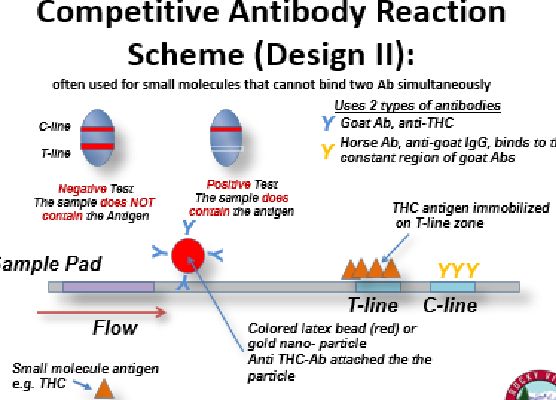 Competitive Antibody Reaction
Scheme (Design II):
often used for small molecules that cannot bind two Ab simultaneously
Uses 2 types of antibodies
Goat Ab, anti-THC
Horse Ab, anti-goat IgG, binds to
constant region of goat Abs
C-line
T-line
Negative Test
The sample does NOT
contain the Antigen
Positive Test
The sample does
contain the antigen
THC antigen immobilized
on T-line zone
Sample Pad
YYY
T-line
C-line
Flow
Colored latex bead (red) or
gold nano- particle
Anti THC-Ab attached the the
particle
Small molecule antigen
e.g. THC